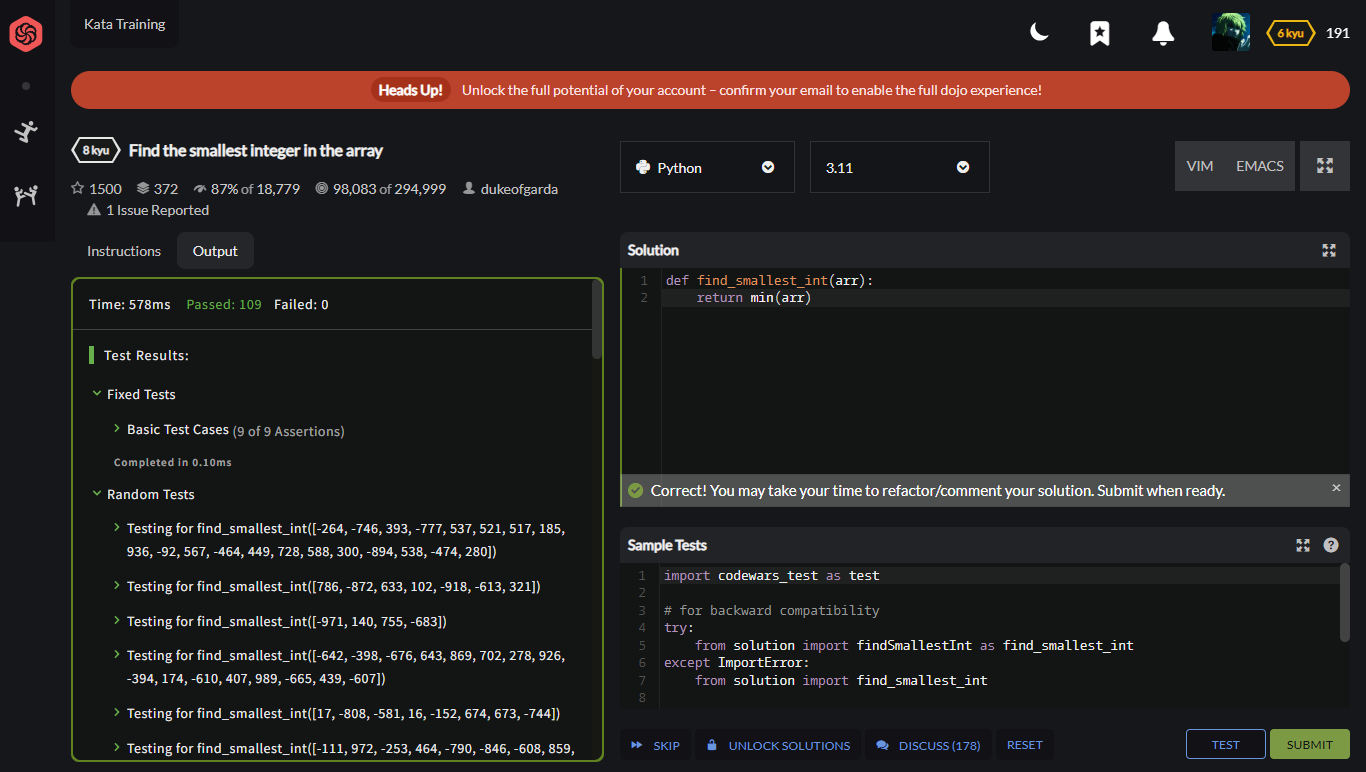 Kata Training
6 kyu 191
Heads Up! Unlock the full potential of your account – confirm your email to enable the full dojo experience!
8 kyu Find the smallest integer in the array
1500 372 87% of 18,779 98,083 of 294,999 dukeofgarda
1 Issue Reported
Instructions Output
Time: 578ms Passed: 109 Failed: 0
Test Results:
Fixed Tests
Basic Test Cases (9 of 9 Assertions)
Completed in 0.10ms
Random Tests
Testing for find_smallest_int([-264, -746, 393, -777, 537, 521, 517, 185,
936, -92, 567, -464, 449, 728, 588, 300, -894, 538, -474, 280])
Testing for find_smallest_int([786, -872, 633, 102, -918, -613, 321])
Testing for find_smallest_int([-971, 140, 755, -683])
Testing for find_smallest_int([-642, -398, -676, 643, 869, 702, 278, 926,
-394, 174, -610, 407, 989, -665, 439, -607])
Testing for find_smallest_int([17, -808, -581, 16, -152, 674, 673, -744])
Testing for find_smallest_int([-111, 972, -253, 464, -790, -846, -608, 859,
Python 3.11 VIM EMACS
Solution
1 def find_smallest_int(arr):
2     return min(arr)
Correct! You may take your time to refactor/comment your solution. Submit when ready. ×
Sample Tests ?
1 import codewars_test as test
2
3 # for backward compatibility
4 try:
5     from solution import findSmallestInt as find_smallest_int
6 except ImportError:
7     from solution import find_smallest_int
8
SKIP UNLOCK SOLUTIONS DISCUSS (178) RESET TEST SUBMIT